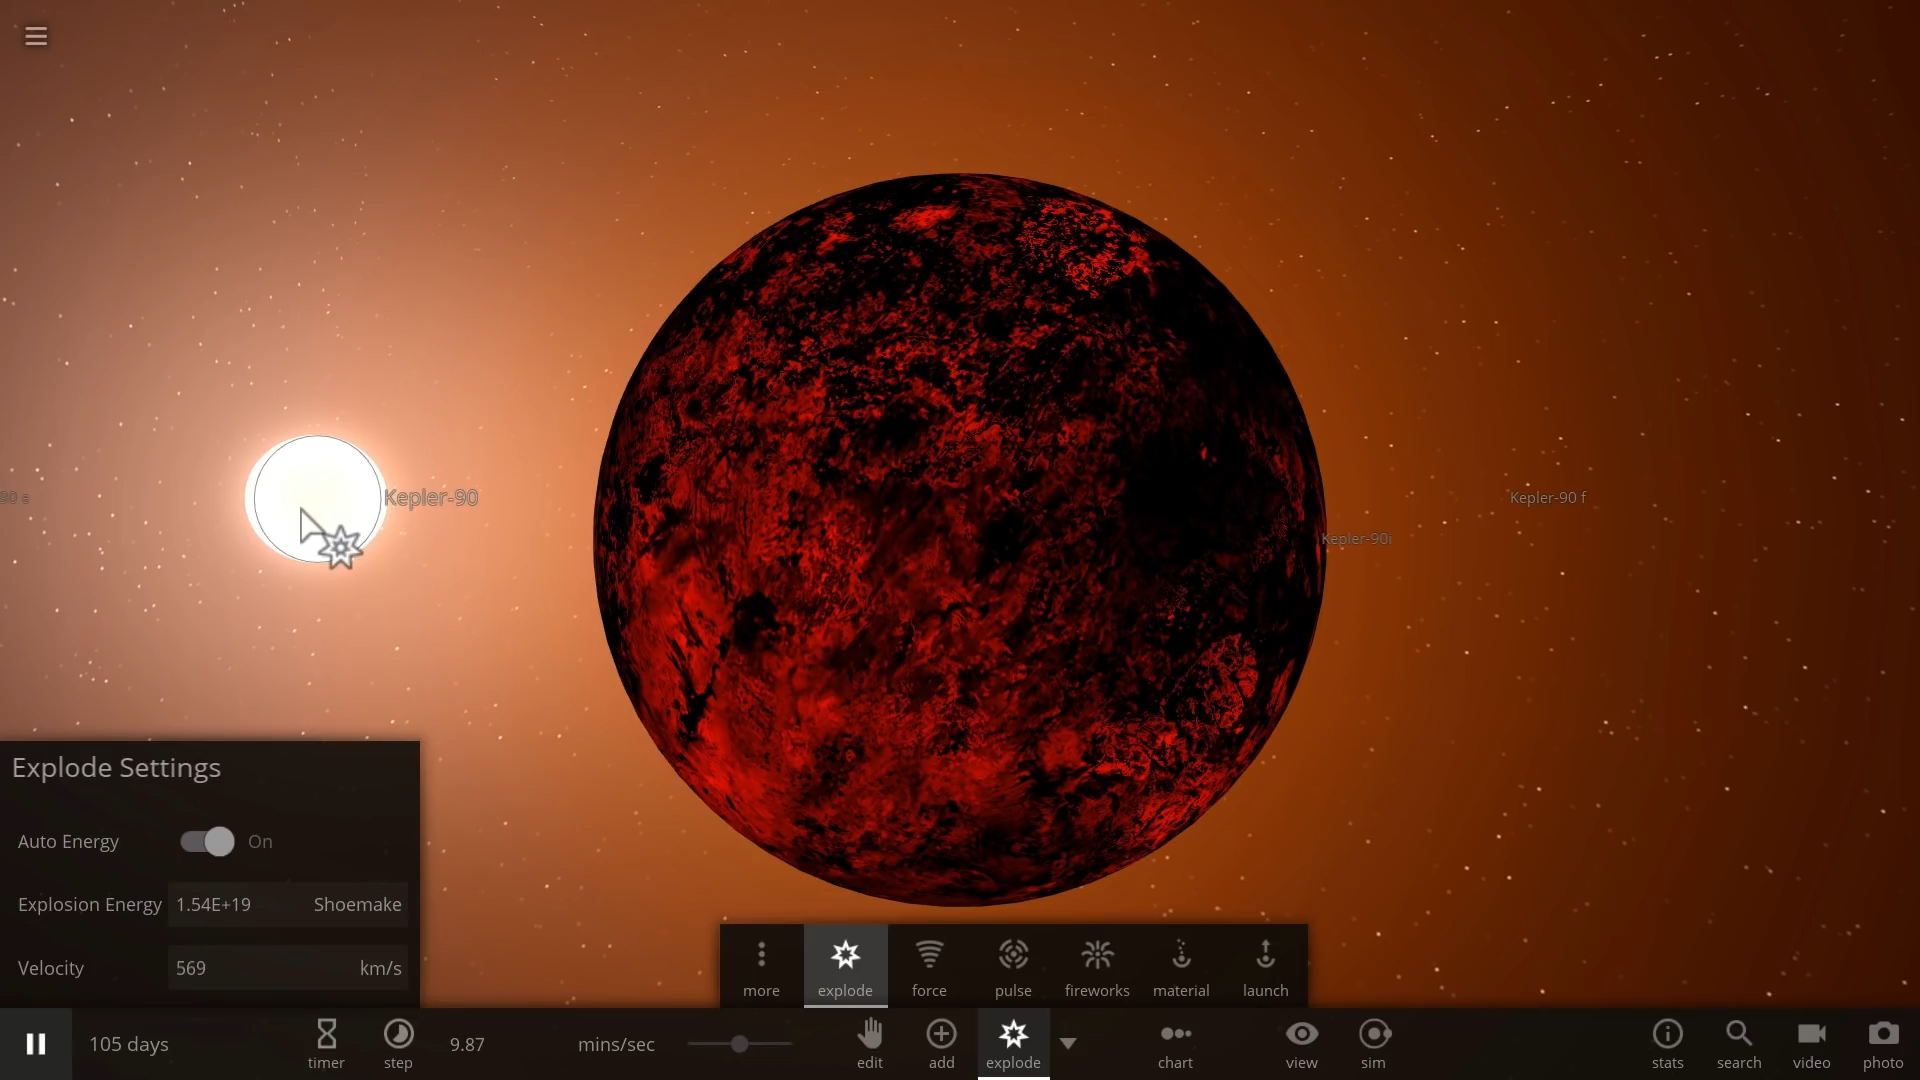 Kepler-90
Kepler-90 f
Kepler-90i
Explode Settings
Auto Energy On
Explosion Energy 1.54E+19 Shoemake
Velocity 569 km/s
more explode force pulse fireworks material launch
105 days timer step 9.87 mins/sec edit add explode chart view sim stats search video photo